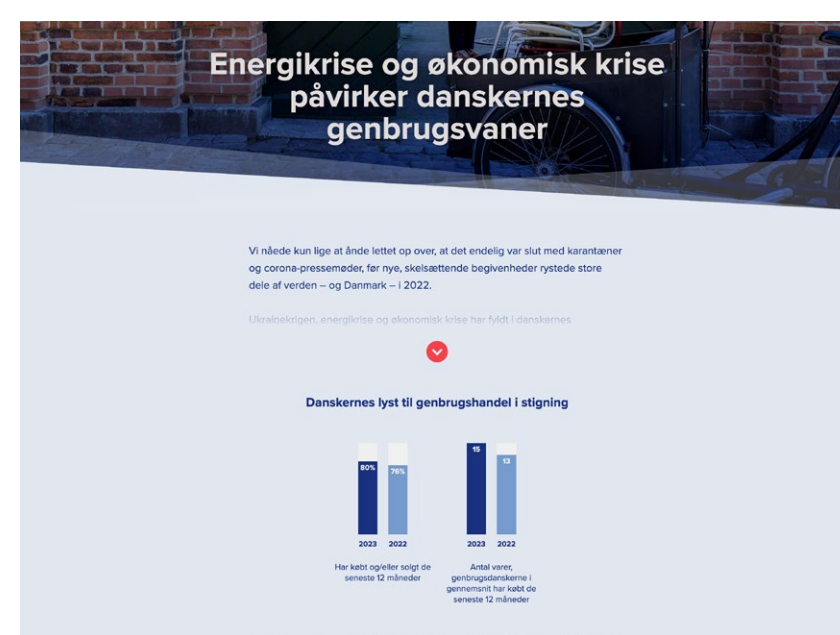 Energikrise og økonomisk krise
påvirker danskernes
genbrugsvaner
Vi nåede kun lige at ånde lettet op over, at det endelig var slut med karantæner
og corona-pressemøder, før nye, skelsættende begivenheder rystede store
dele af verden – og Danmark – i 2022.
Ukrainekrigen, energikrise og økonomisk krise har fyldt i danskernes
Danskernes lyst til genbrugshandel i stigning
80%
76%
2023 2022
Har købt og/eller solgt de
seneste 12 måneder
15
13
2023 2022
Antal varer,
genbrugsdanskerne i
gennemsnit har købt de
seneste 12 måneder